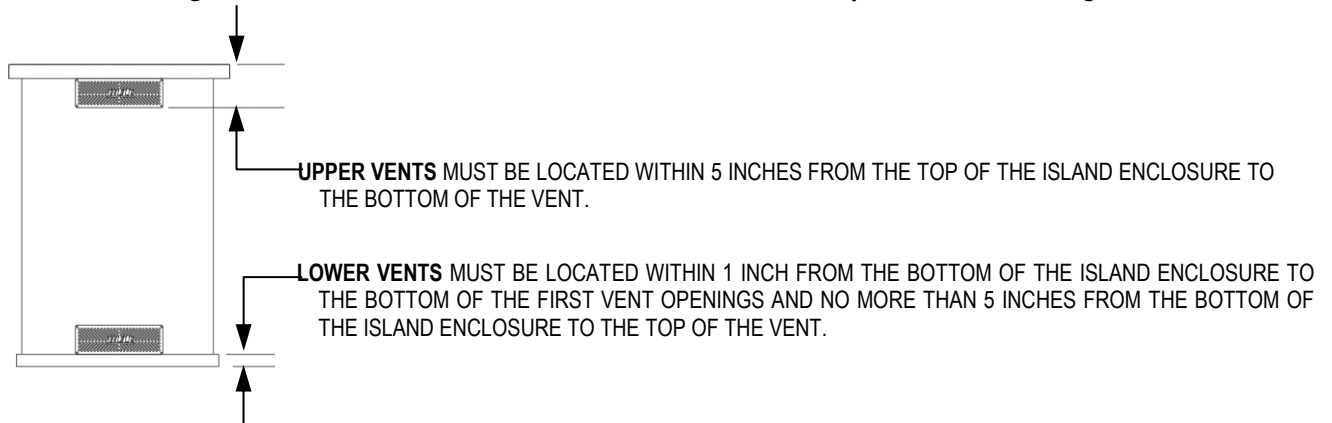 UPPER VENTS MUST BE LOCATED WITHIN 5 INCHES FROM THE TOP OF THE ISLAND ENCLOSURE TO
THE BOTTOM OF THE VENT.
LOWER VENTS MUST BE LOCATED WITHIN 1 INCH FROM THE BOTTOM OF THE ISLAND ENCLOSURE TO
THE BOTTOM OF THE FIRST VENT OPENINGS AND NO MORE THAN 5 INCHES FROM THE BOTTOM OF
THE ISLAND ENCLOSURE TO THE TOP OF THE VENT.